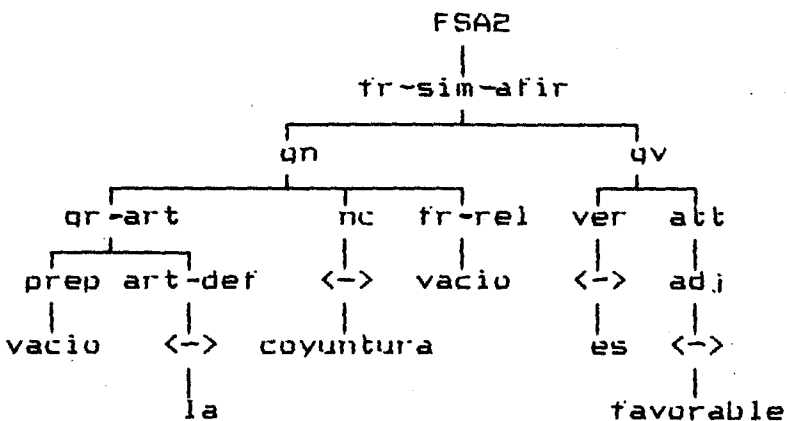 FSA2
fr-sim-afir
gn gv
gr-art nc fr-rel ver att
prep art-def <-> vacio <-> adj
vacio <-> coyuntura es <->
la favorable